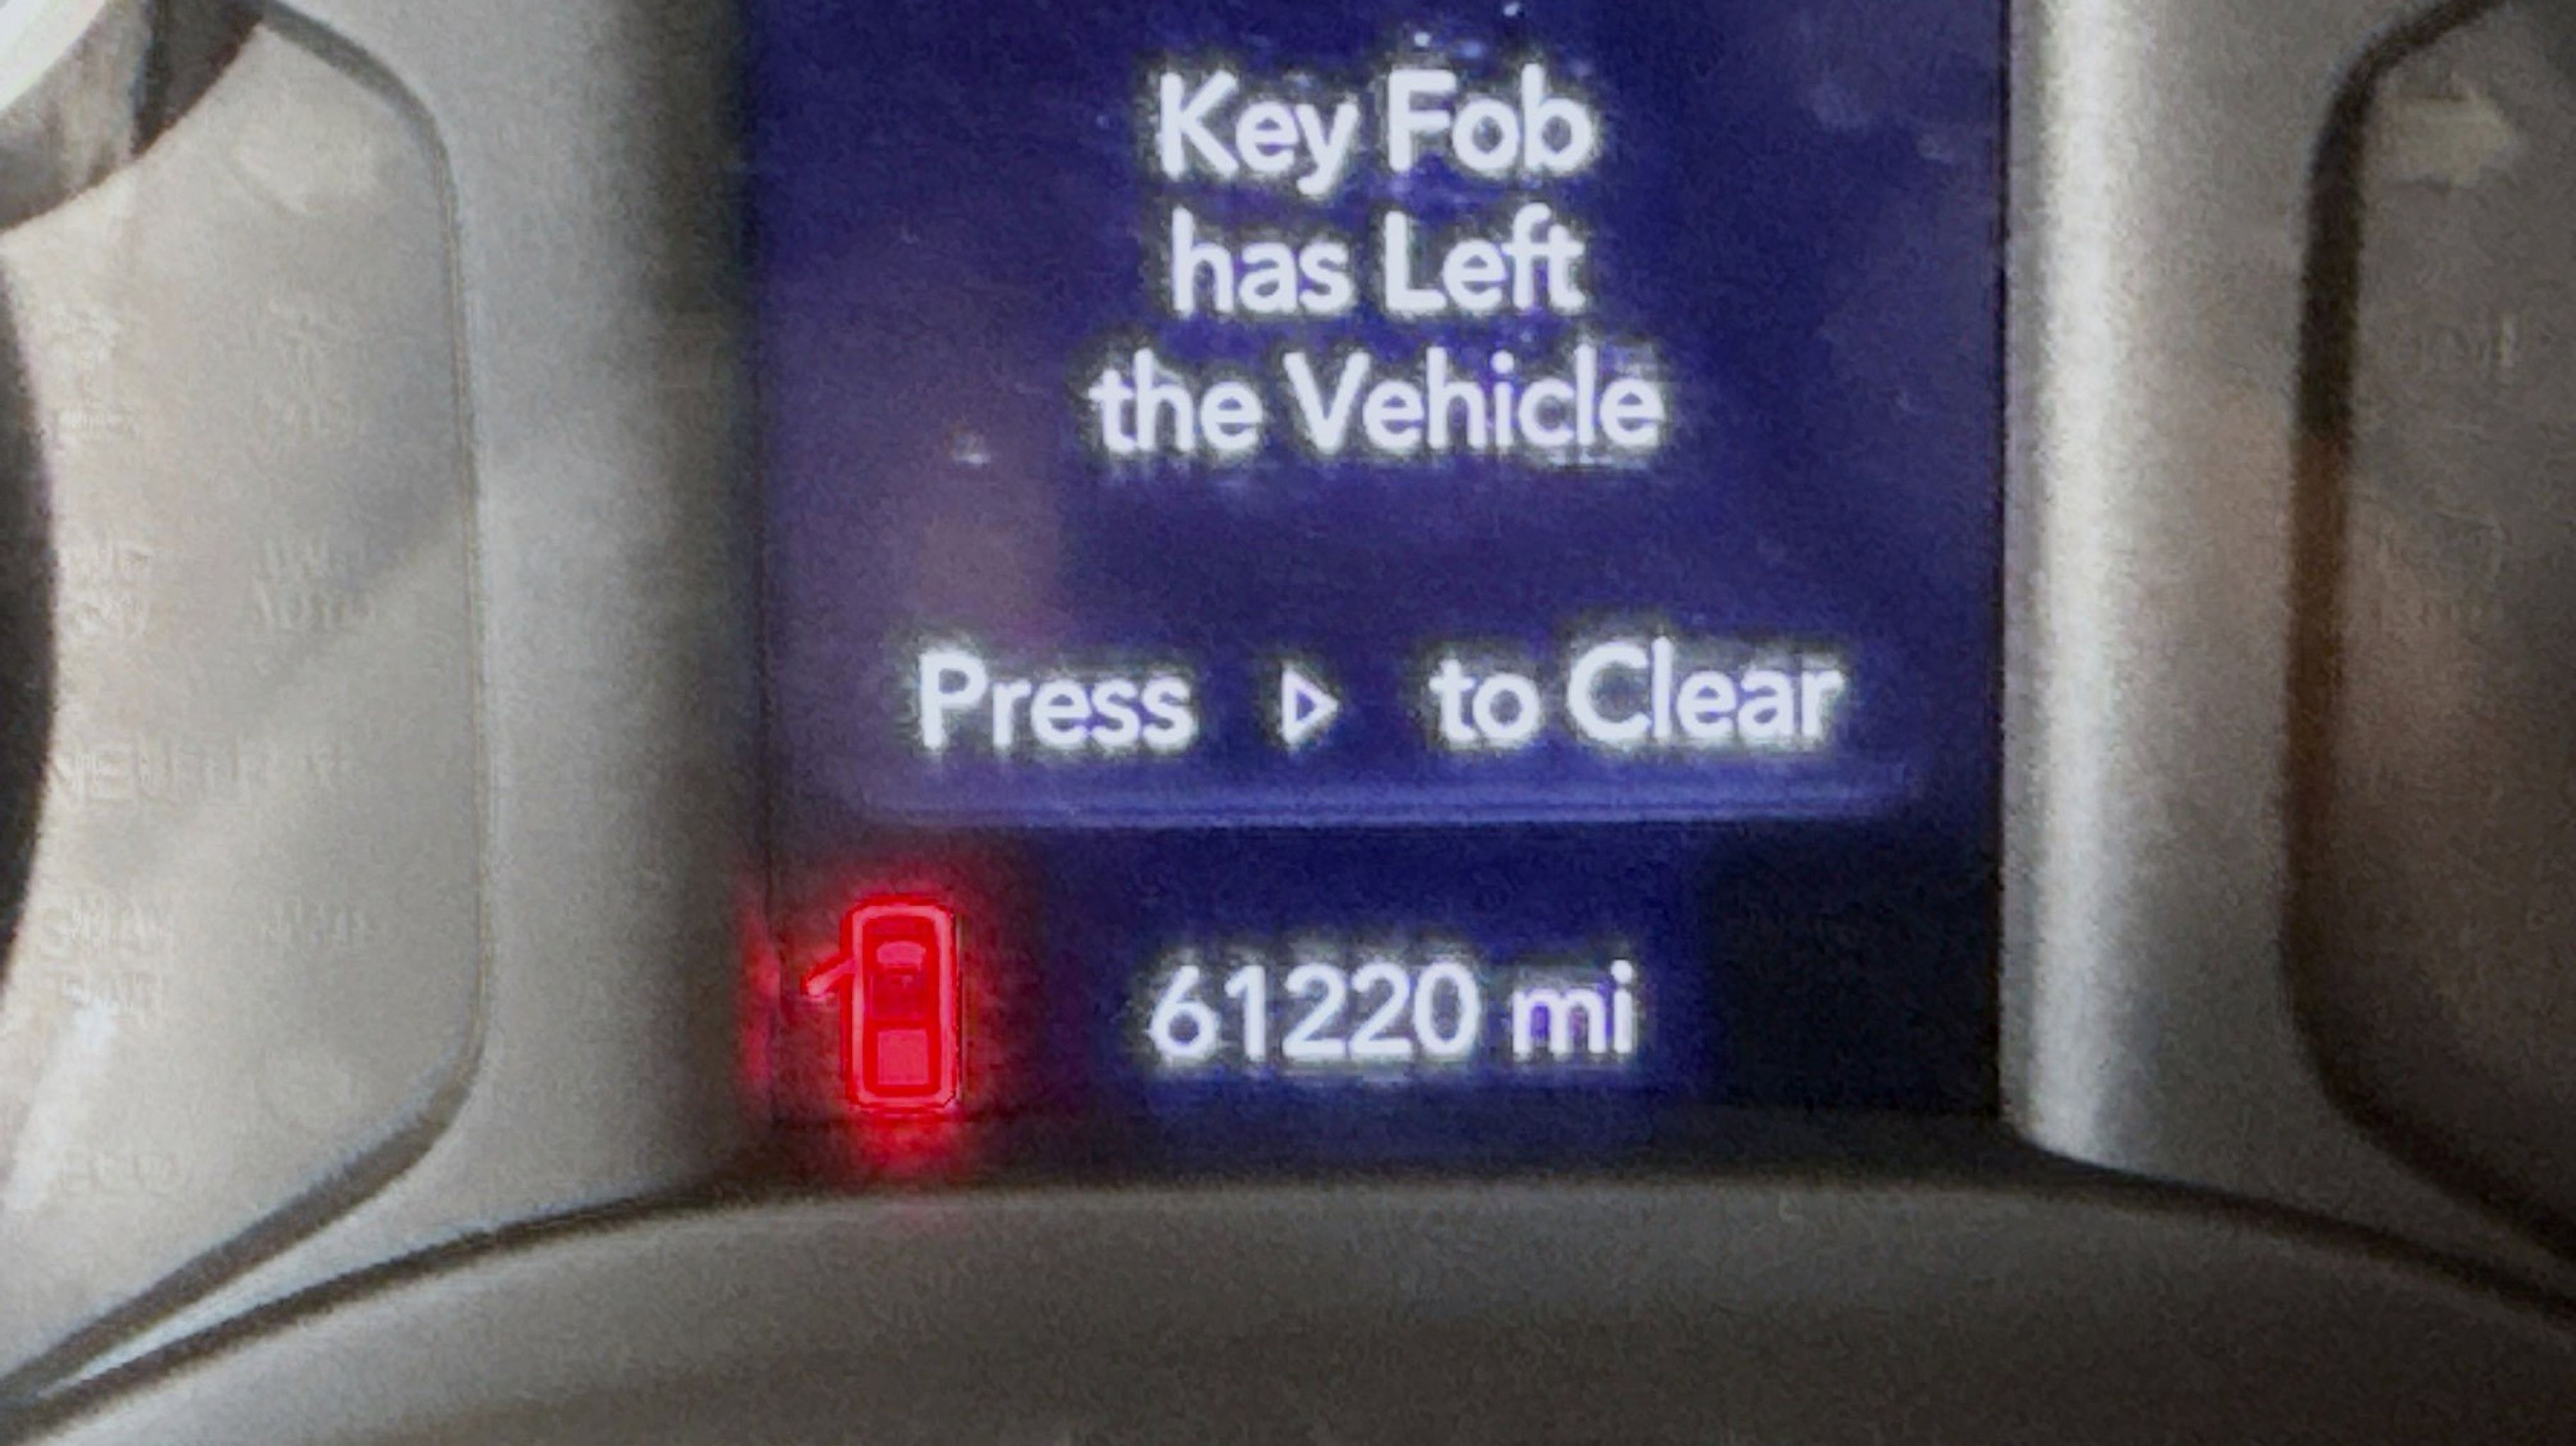 Key Fob
has Left
the Vehicle
Press ▷ to Clear
61220 mi